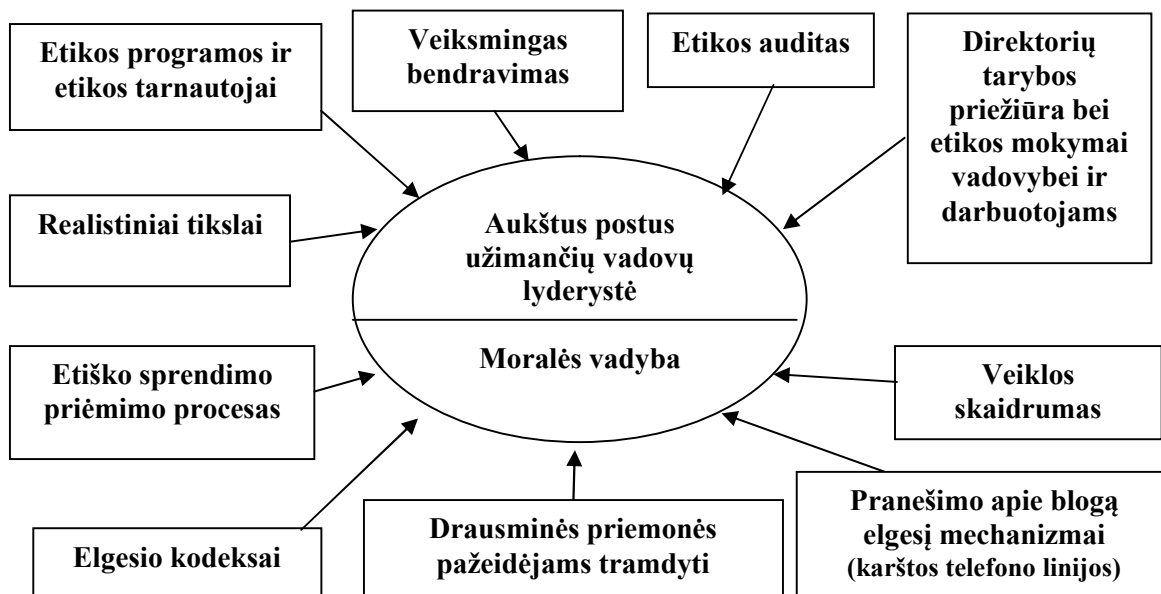 Etikos programos ir
etikos tarnautojai
Veiksmingas
bendravimas
Etikos auditas
Direktorių
tarybos
priežiūra bei
etikos mokymai
vadovybei ir
darbuotojams
Realistiniai tikslai
Aukštus postus
užimančių vadovų
lyderystė
Moralės vadyba
Etiško sprendimo
priėmimo procesas
Veiklos
skaidrumas
Elgesio kodeksai
Drausminės priemonės
pažeidėjams tramdyti
Pranešimo apie blogą
elgesį mechanizmai
(karštos telefono linijos)